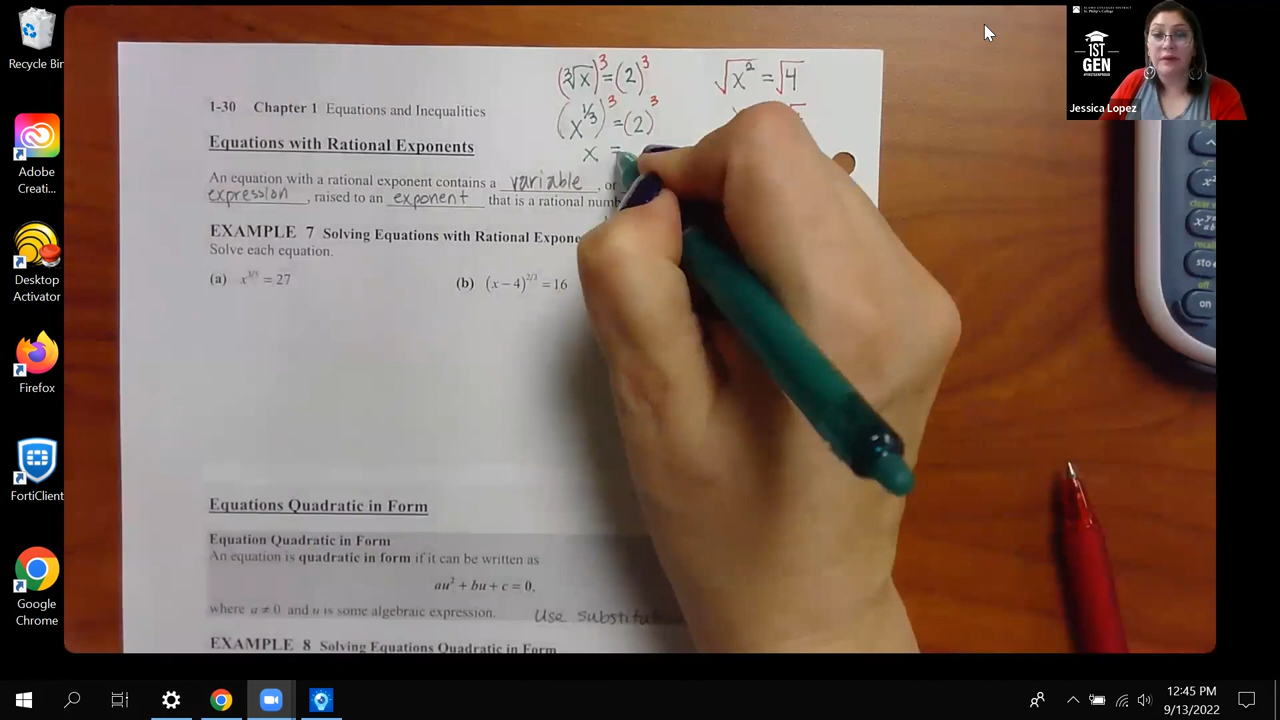 Recycle Bin
Adobe
Creati...
Desktop
Activator
Firefox
FortiClient
Google
Chrome
1-30 Chapter 1 Equations and Inequalities
(∛x)³ = (2)³
(x^{1/3})³ = (2)³
x =
√x² = √4
Equations with Rational Exponents
An equation with a rational exponent contains a variable, or
expression, raised to an exponent that is a rational numb
EXAMPLE 7 Solving Equations with Rational Expone
Solve each equation.
(a) x^{3/5} = 27
(b) (x − 4)^{2/3} = 16
Equations Quadratic in Form
Equation Quadratic in Form
An equation is quadratic in form if it can be written as
au² + bu + c = 0,
where a ≠ 0 and u is some algebraic expression. Use substitut
EXAMPLE 8 Solving Equations Quadratic in Form
1ST
GEN
Jessica Lopez
sto
on
12:45 PM
9/13/2022